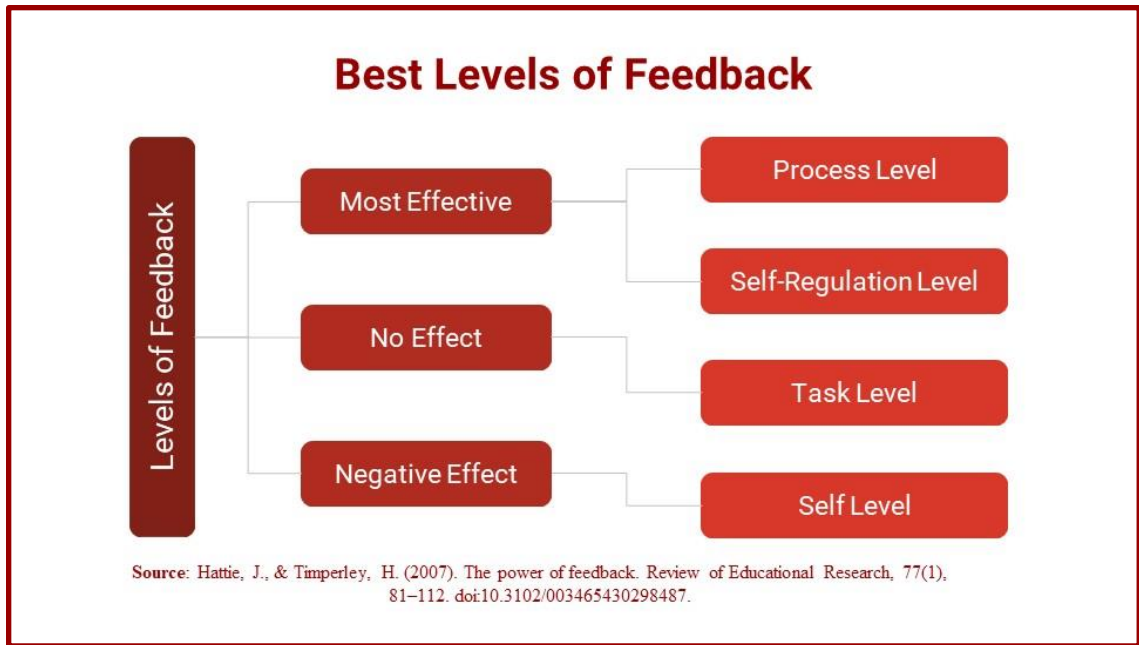 Best Levels of Feedback
Levels of Feedback
Most Effective
No Effect
Negative Effect
Process Level
Self-Regulation Level
Task Level
Self Level
Source: Hattie, J., & Timperley, H. (2007). The power of feedback. Review of Educational Research, 77(1),
81–112. doi:10.3102/003465430298487.